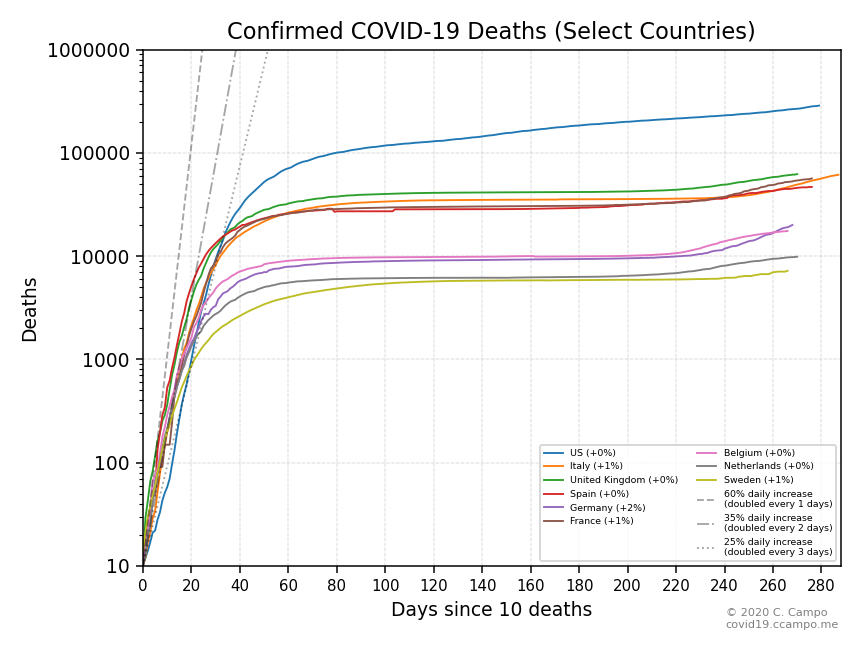 Confirmed COVID-19 Deaths (Select Countries)
1000000
100000
10000
1000
100
10
Deaths
0 20 40 60 80 100 120 140 160 180 200 220 240 260 280
Days since 10 deaths
US (+0%)
Italy (+1%)
United Kingdom (+0%)
Spain (+0%)
Germany (+2%)
France (+1%)
Belgium (+0%)
Netherlands (+0%)
Sweden (+1%)
60% daily increase
(doubled every 1 days)
35% daily increase
(doubled every 2 days)
25% daily increase
(doubled every 3 days)
© 2020 C. Campo
covid19.ccampo.me